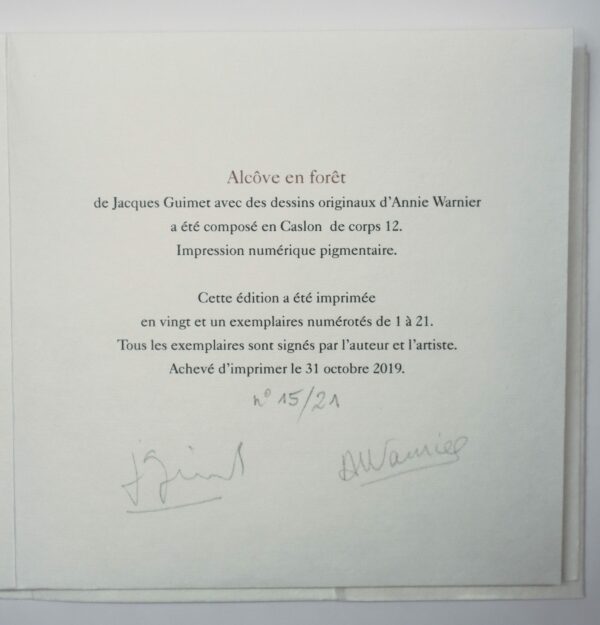 Alcôve en forêt
de Jacques Guimet avec des dessins originaux d'Annie Warnier
a été composé en Caslon de corps 12.
Impression numérique pigmentaire.
Cette édition a été imprimée
en vingt et un exemplaires numérotés de 1 à 21.
Tous les exemplaires sont signés par l'auteur et l'artiste.
Achevé d'imprimer le 31 octobre 2019.
n° 15/21
JGuimet AWarnier